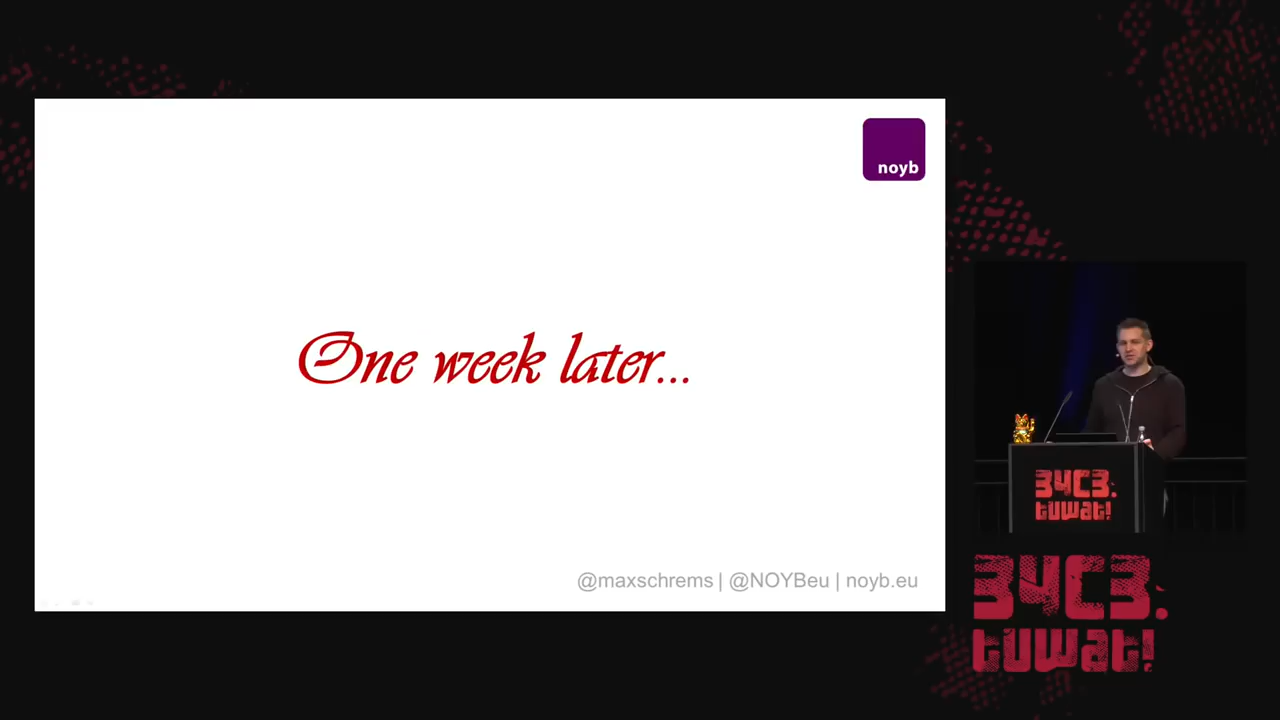 noyb
One week later...
@maxschrems | @NOYBeu | noyb.eu
34C3.
tuwat!
34C3.
tuwat!